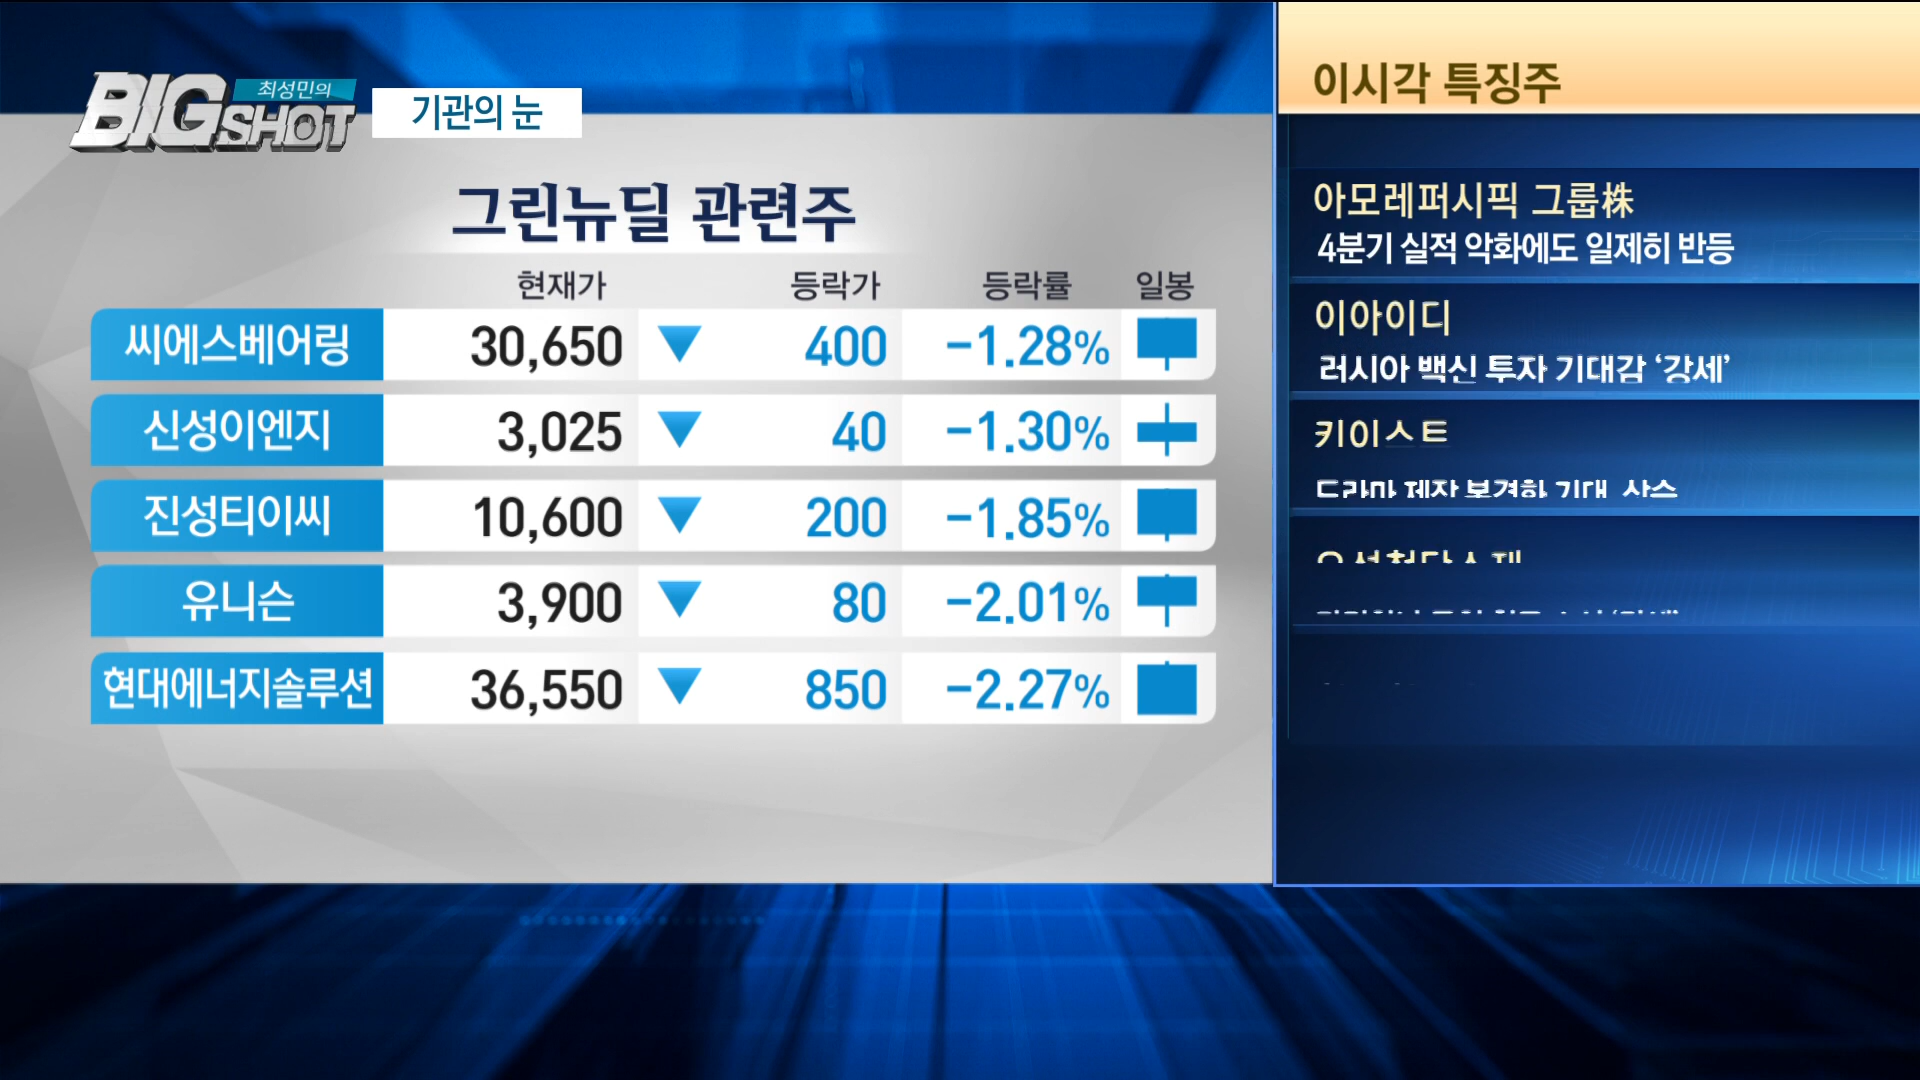 최성민의
BIG SHOT
기관의 눈
그린뉴딜 관련주
현재가 등락가 등락률 일봉
씨에스베어링 30,650 ▼ 400 -1.28%
신성이엔지 3,025 ▼ 40 -1.30%
진성티이씨 10,600 ▼ 200 -1.85%
유니슨 3,900 ▼ 80 -2.01%
현대에너지솔루션 36,550 ▼ 850 -2.27%
이시각 특징주
아모레퍼시픽 그룹株
4분기 실적 악화에도 일제히 반등
이아이디
러시아 백신 투자 기대감 ‘강세’
키이스트